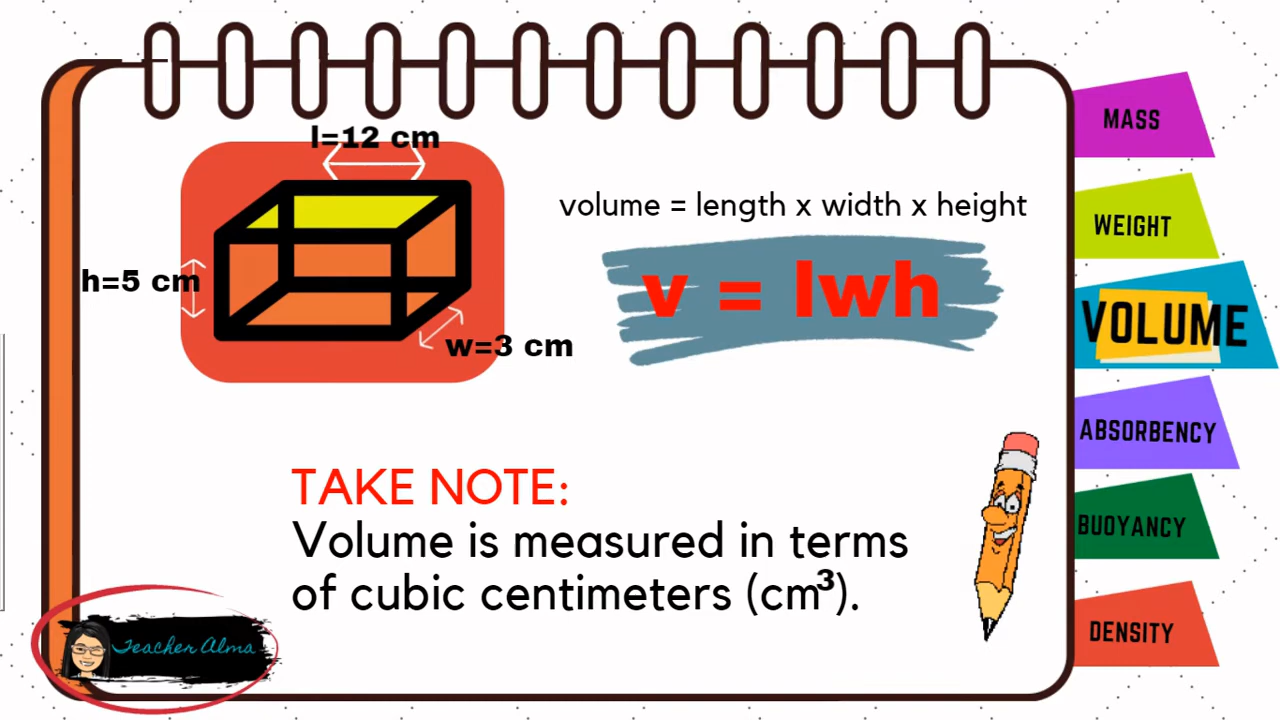 l=12 cm
h=5 cm
w=3 cm
volume = length x width x height
v = lwh
TAKE NOTE:
Volume is measured in terms
of cubic centimeters (cm³).
MASS
WEIGHT
VOLUME
ABSORBENCY
BUOYANCY
DENSITY
Teacher Alma